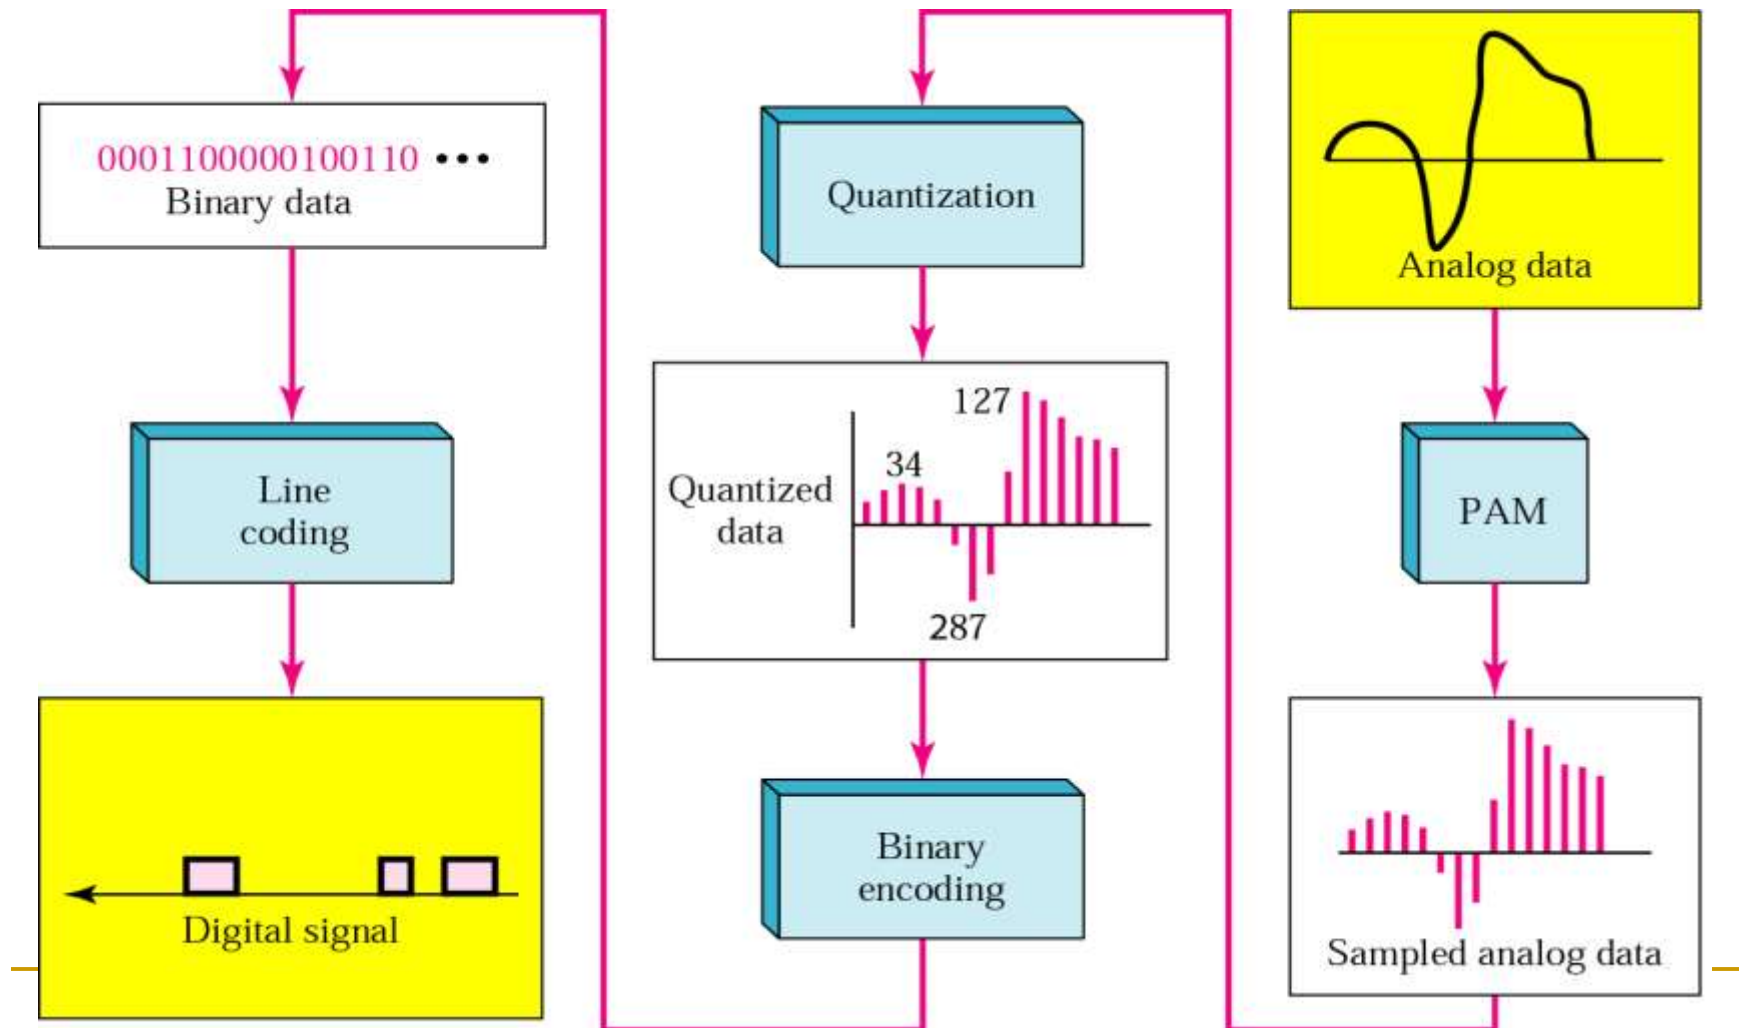 0001100000100110 •••
Binary data
Line
coding
Digital signal
Quantization
127
34
Quantized
data
287
Binary
encoding
Analog data
PAM
Sampled analog data